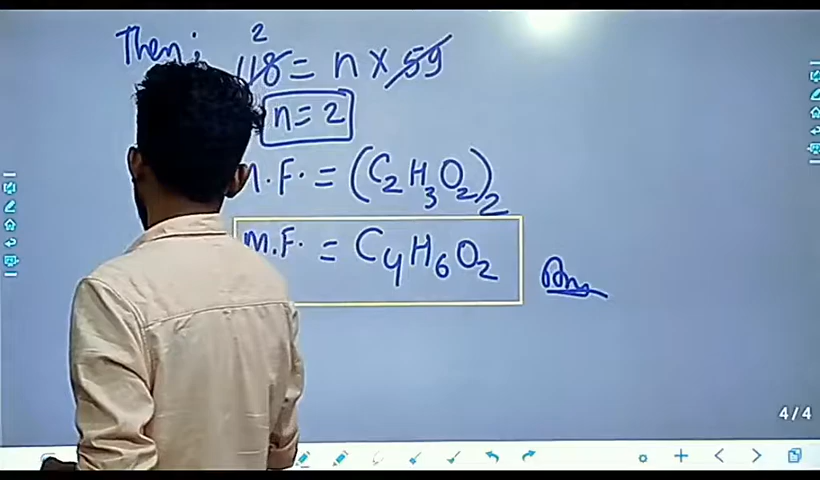 Then; 2
118 = n × 59
n = 2
M.F. = (C₂H₃O₂)₂
M.F. = C₄H₆O₂ Ans
4/4